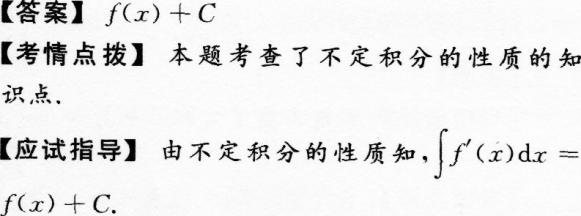 【答案】 f(x)+C
【考情点拨】 本题考查了不定积分的性质的知
识点.
【应试指导】 由不定积分的性质知,∫f′(x)dx =
f(x)+C.